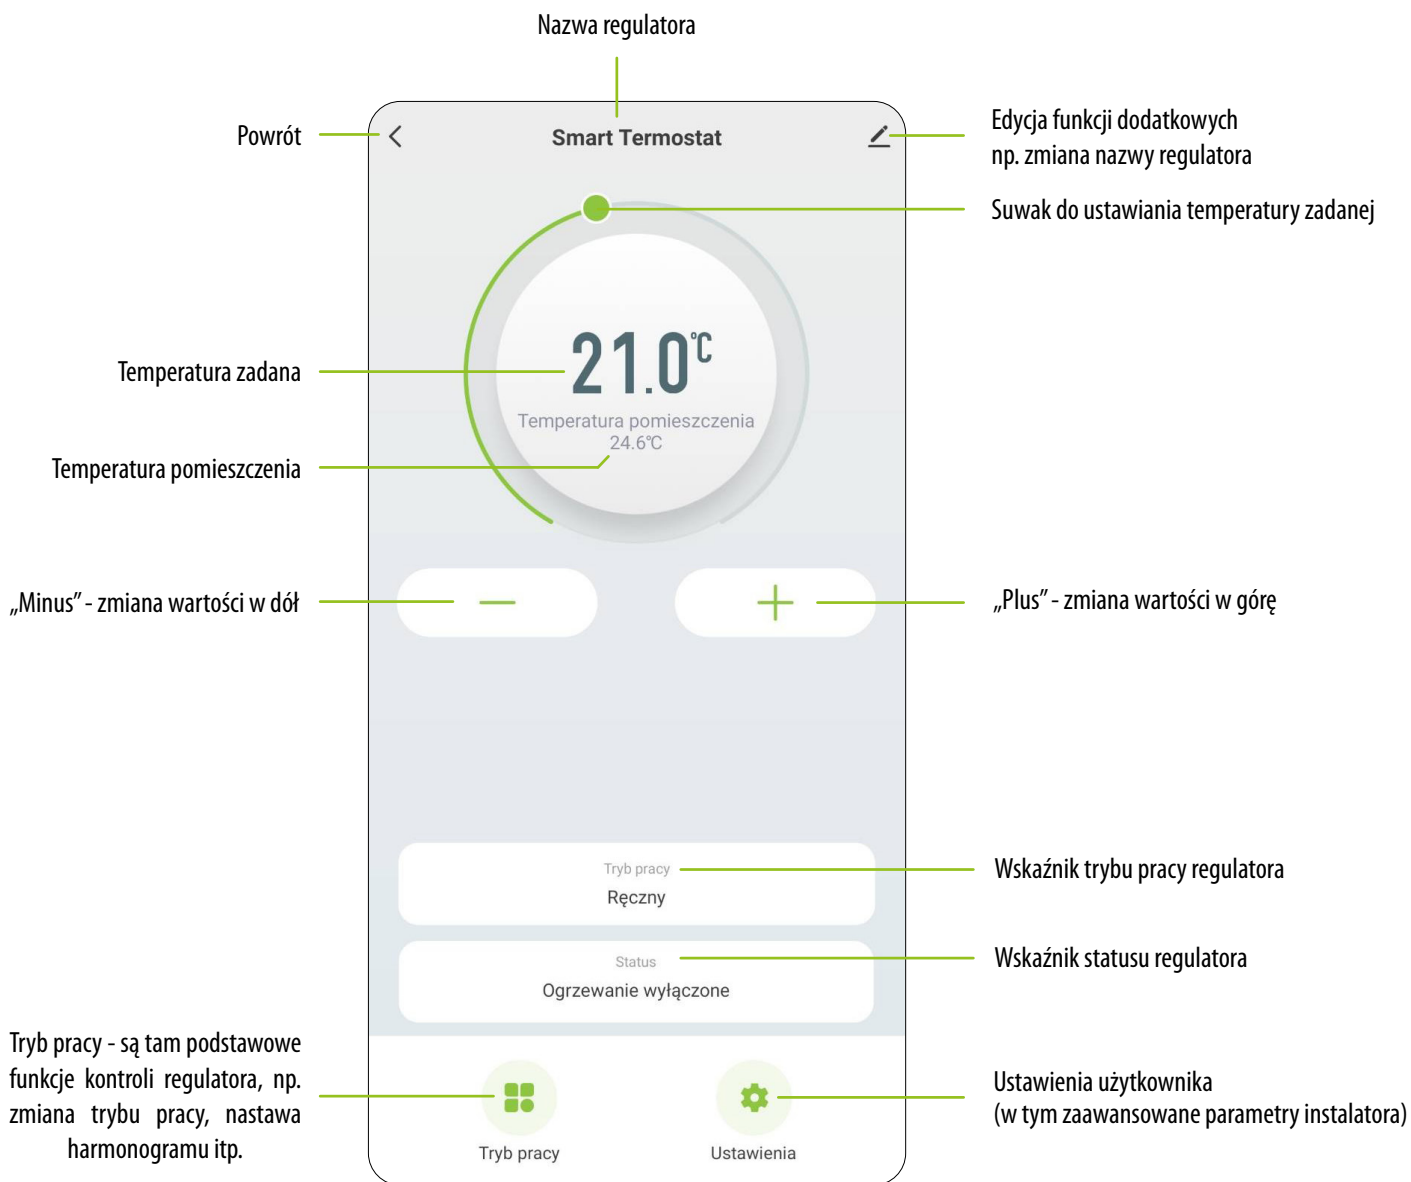 Nazwa regulatora
Powrót
Smart Termostat
Edycja funkcji dodatkowych
np. zmiana nazwy regulatora
Suwak do ustawiania temperatury zadanej
Temperatura zadana
21.0°C
Temperatura pomieszczenia
24.6°C
Temperatura pomieszczenia
„Minus” - zmiana wartości w dół
„Plus” - zmiana wartości w górę
Tryb pracy
Ręczny
Wskaźnik trybu pracy regulatora
Status
Ogrzewanie wyłączone
Wskaźnik statusu regulatora
Tryb pracy - są tam podstawowe
funkcje kontroli regulatora, np.
zmiana trybu pracy, nastawa
harmonogramu itp.
Tryb pracy
Ustawienia
Ustawienia użytkownika
(w tym zaawansowane parametry instalatora)